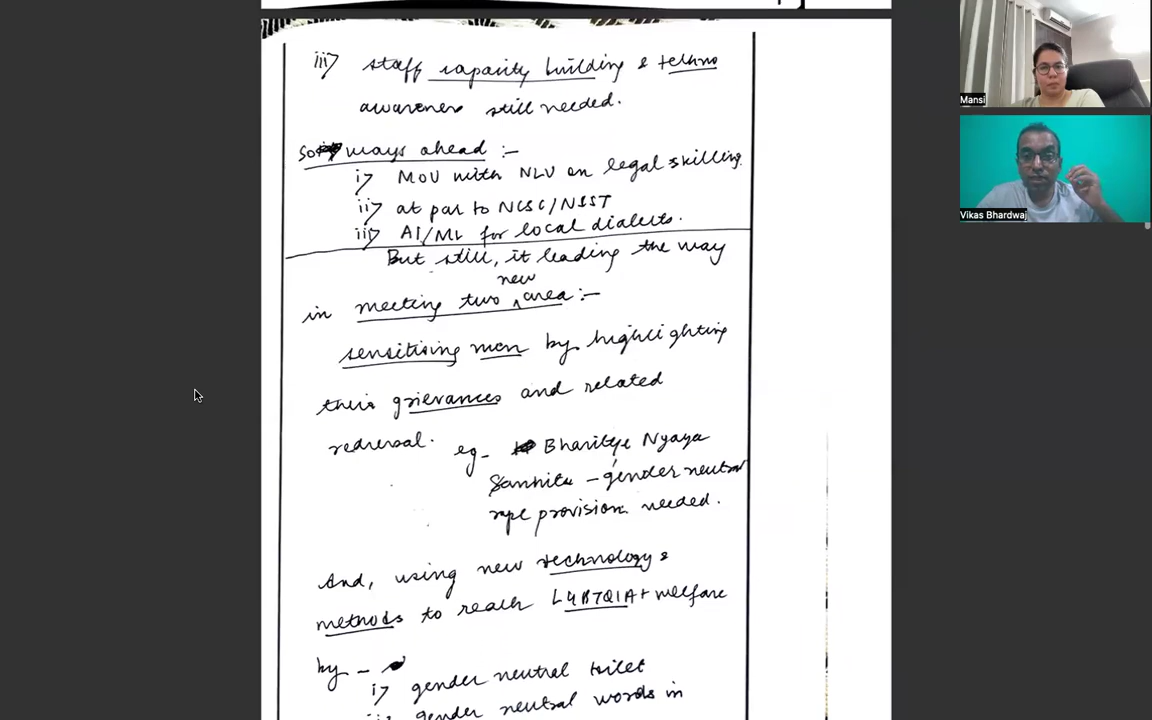 iii> staff capacity building & techno
awareness still needed.
so ways ahead :-
i> MOU with NLU on legal skilling.
ii> at par to NCSC/NCST
iii> AI/ML for local dialects.
But still, it leading the way
new
in meeting two ^ area :-
sensitising men by highlighting
their grievances and related
redressal. eg - Bharitye Nyaya
Sanhita - gender neutral
rape provision needed.
And, using new technology &
methods to reach LGBTQIA+ welfare
by -
i> gender neutral toilet
gender neutral words in
Mansi
Vikas Bhardwaj